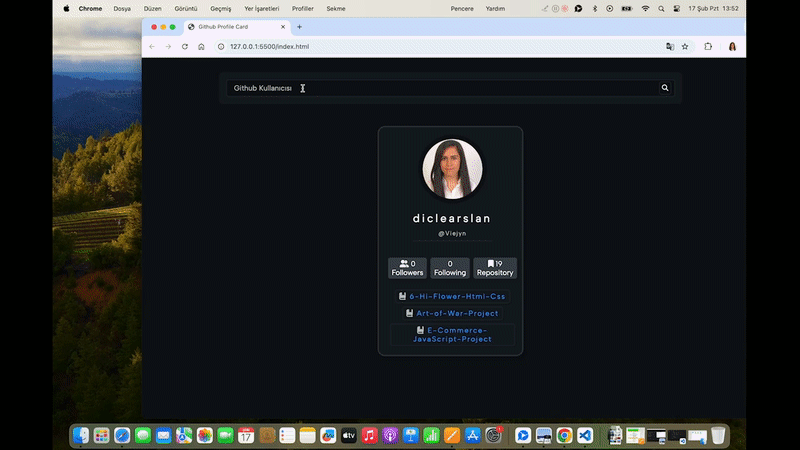 Chrome Dosya Düzen Görüntü Geçmiş Yer İşaretleri Profiller Sekme Pencere Yardım 17 Şub Pzt 13:52
Github Profile Card
127.0.0.1:5500/index.html
Github Kullanıcısı
diclearslan
@Viejyn
0 Followers
0 Following
19 Repository
6-Hi-Flower-Html-Css
Art-of-War-Project
E-Commerce-
JavaScript-Project
17
tv